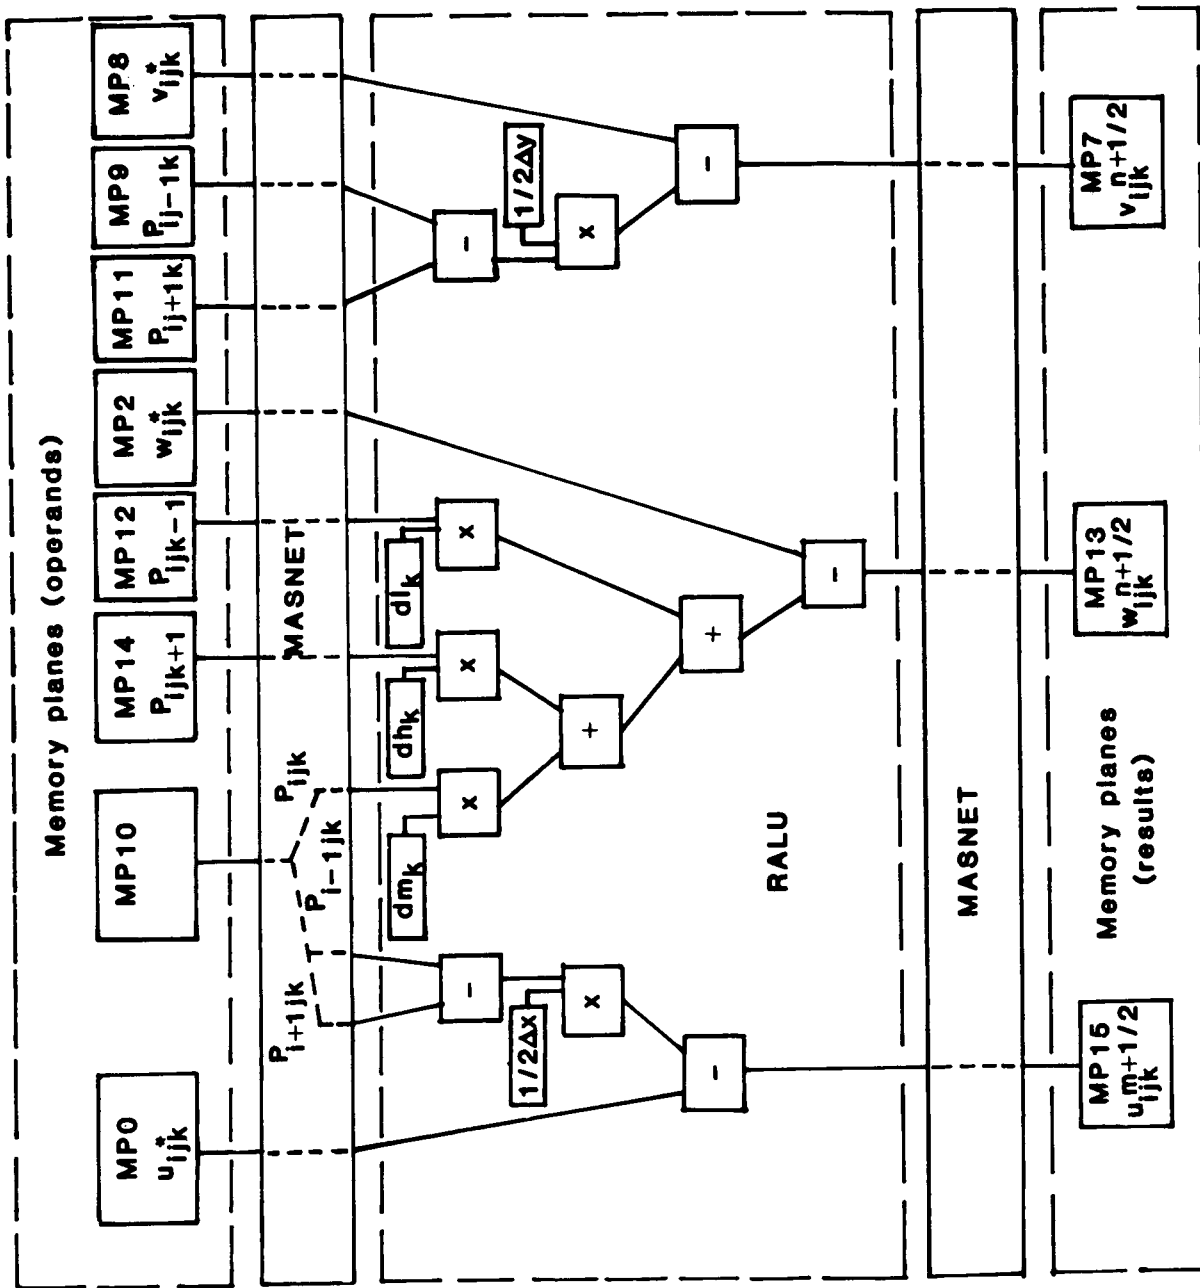 Memory planes (operands)
MP0
u*ijk
MP10
MP14
Pijk+1
MP12
Pijk-1
MP2
w*ijk
MP11
Pij+1k
MP9
Pij-1k
MP8
v*ijk
MASNET
Pi+1jk
Pi-1jk
Pijk
dmk
dhk
dlk
-
x
x
x
-
1/2Δx
1/2Δy
x
+
x
-
+
-
-
RALU
MASNET
MP15
um+1/2ijk
Memory planes
(results)
MP13
wn+1/2ijk
MP7
vn+1/2ijk